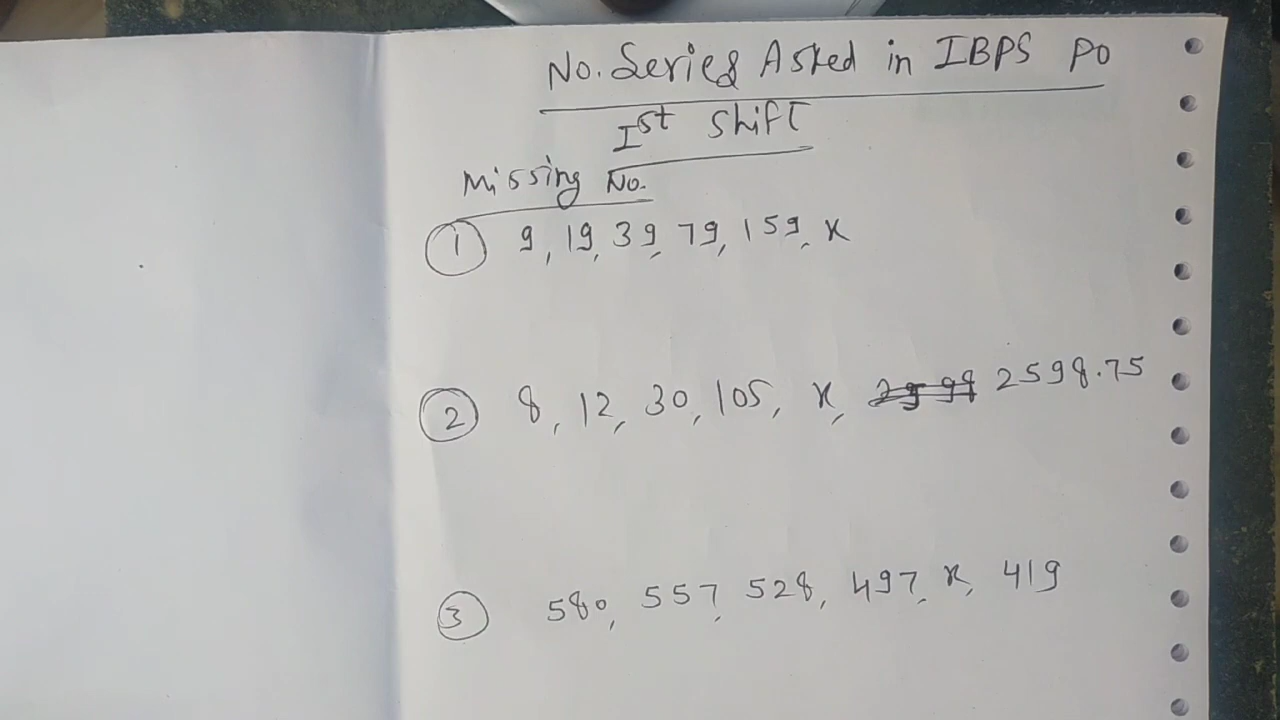 No. Series Asked in IBPS PO
Ist Shift
Missing No.
1 9, 19, 39, 79, 159, x
2 8, 12, 30, 105, x, 2598.75
3 580, 557, 528, 497, x, 419